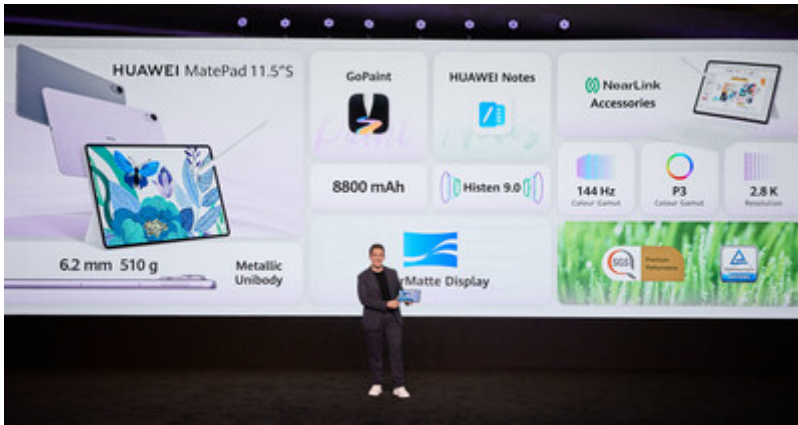 HUAWEI MatePad 11.5"S
GoPaint
HUAWEI Notes
NearLink
Accessories
8800 mAh
Histen 9.0
144 Hz
Colour Gamut
P3
Colour Gamut
2.8 K
Resolution
6.2 mm 510 g
Metallic
Unibody
rMatte Display
SGS
Premium
Performance